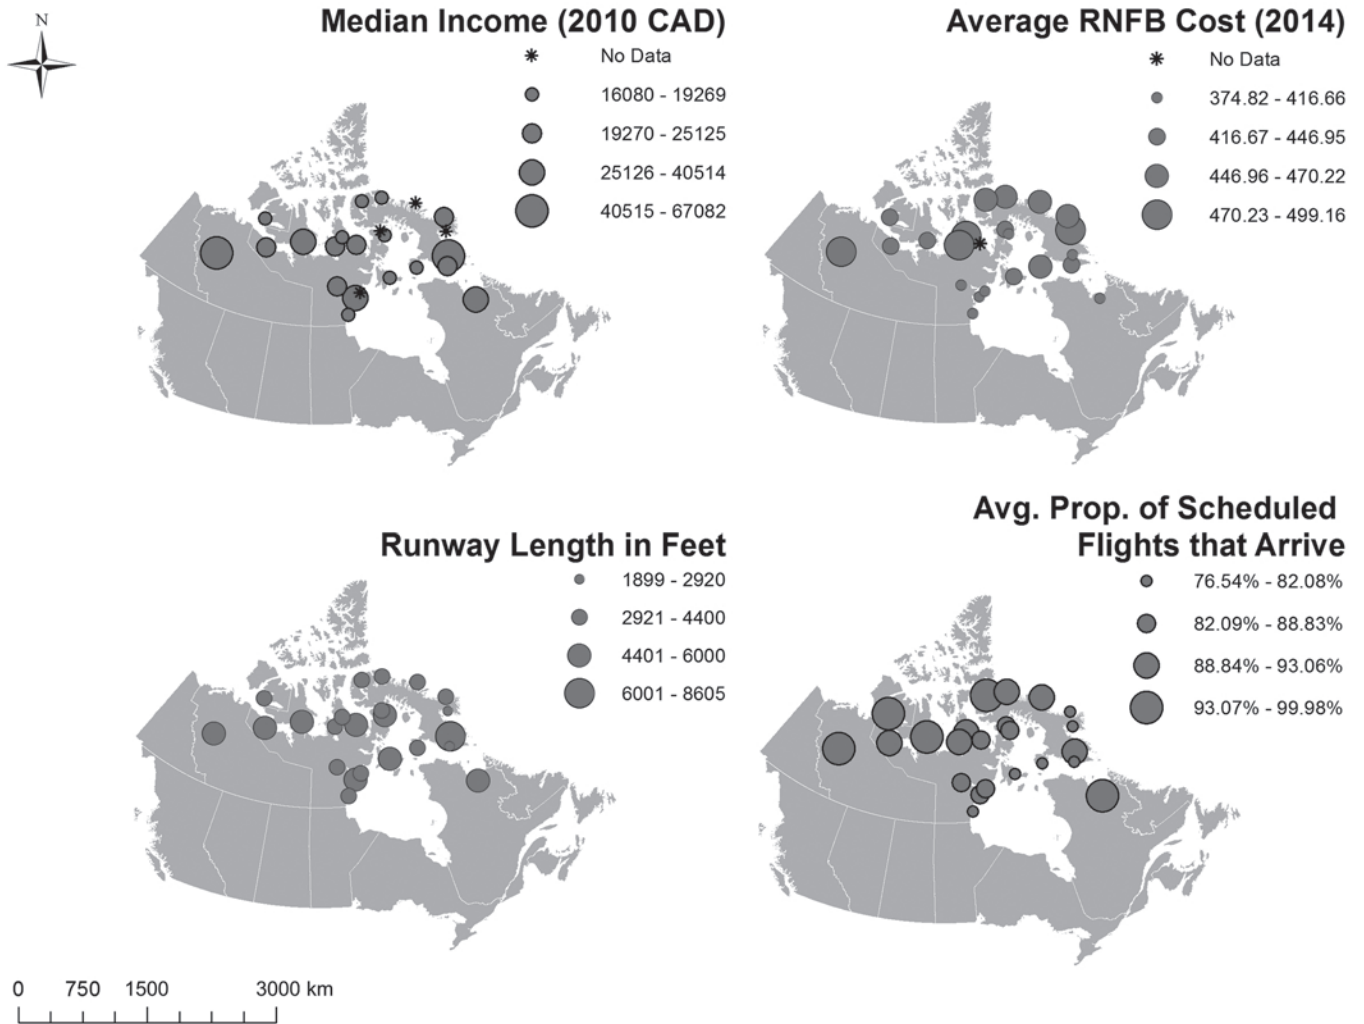 N
Median Income (2010 CAD)
No Data
16080 - 19269
19270 - 25125
25126 - 40514
40515 - 67082
Average RNFB Cost (2014)
No Data
374.82 - 416.66
416.67 - 446.95
446.96 - 470.22
470.23 - 499.16
Runway Length in Feet
1899 - 2920
2921 - 4400
4401 - 6000
6001 - 8605
Avg. Prop. of Scheduled
Flights that Arrive
76.54% - 82.08%
82.09% - 88.83%
88.84% - 93.06%
93.07% - 99.98%
0 750 1500 3000 km